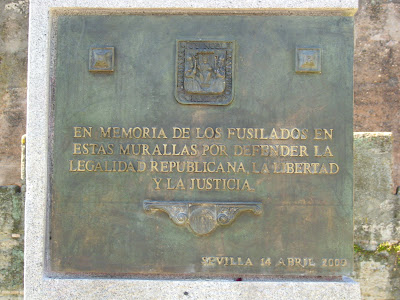 EN MEMORIA DE LOS FUSILADOS EN
ESTAS MURALLAS, POR DEFENDER LA
LEGALIDAD REPUBLICANA, LA LIBERTAD
Y LA JUSTICIA.
SEVILLA 14 ABRIL 2003